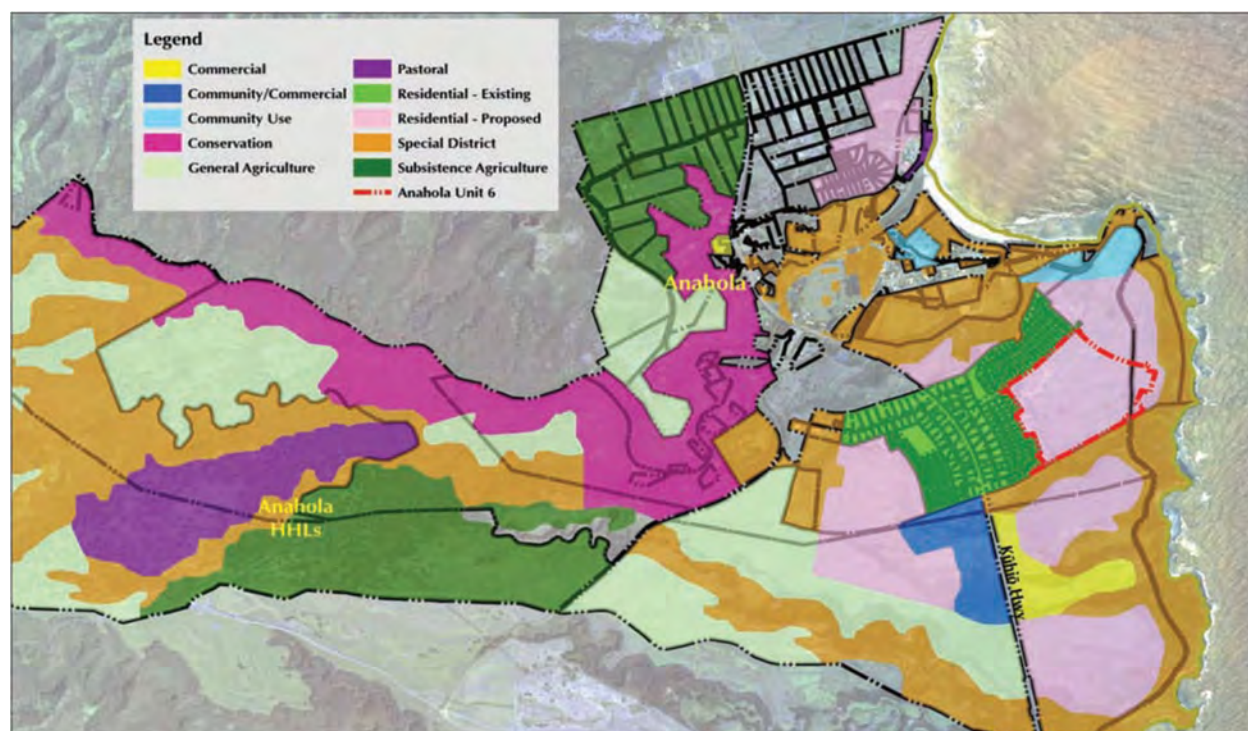 Legend
Commercial
Community/Commercial
Community Use
Conservation
General Agriculture
Pastoral
Residential - Existing
Residential - Proposed
Special District
Subsistence Agriculture
Anahola Unit 6
Anahola
Anahola
HHLs
Kūhiō Hwy